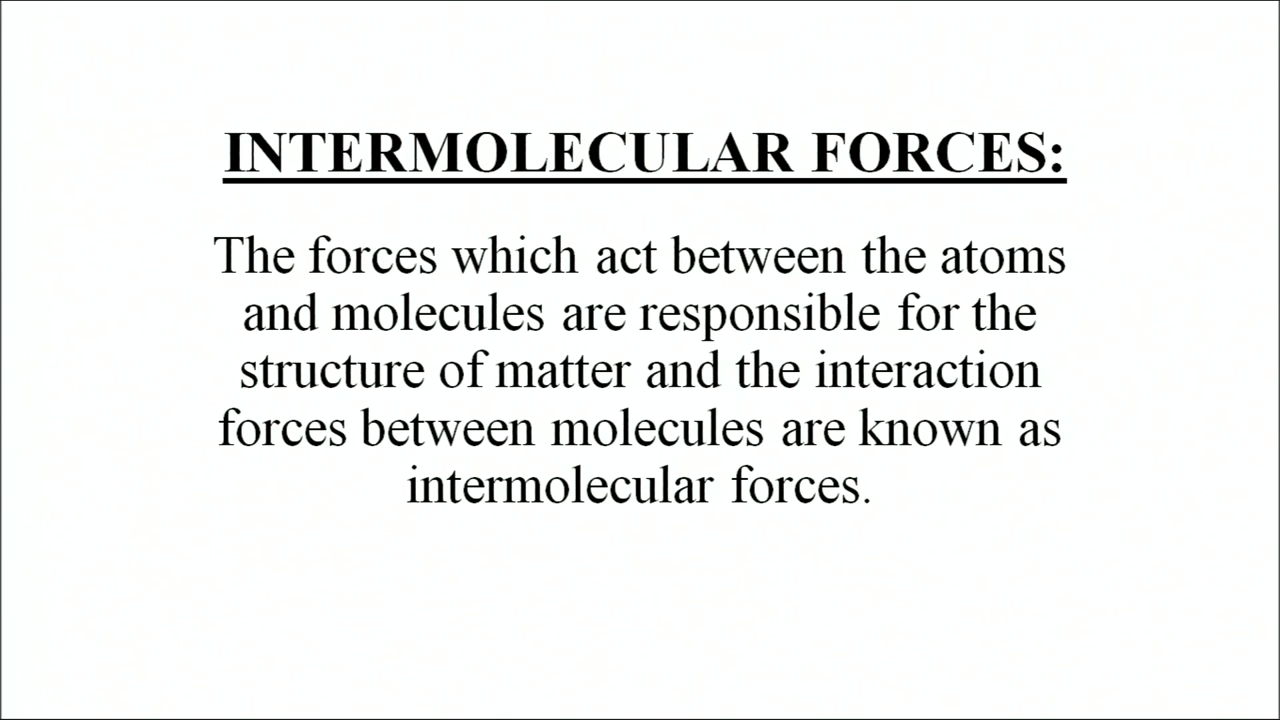 INTERMOLECULAR FORCES:
The forces which act between the atoms
and molecules are responsible for the
structure of matter and the interaction
forces between molecules are known as
intermolecular forces.